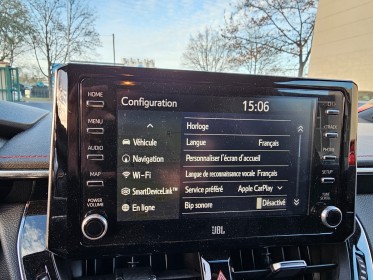 HOME
MENU
AUDIO
MAP
POWER
VOLUME
Configuration
15:06
Véhicule
Navigation
Wi-Fi
SmartDeviceLink™
En ligne
Horloge
Langue Français
Personnaliser l'écran d'accueil
Langue de reconnaissance vocale Français
Service préféré Apple CarPlay
Bip sonore Désactivé
PHONE
SETUP
JBL